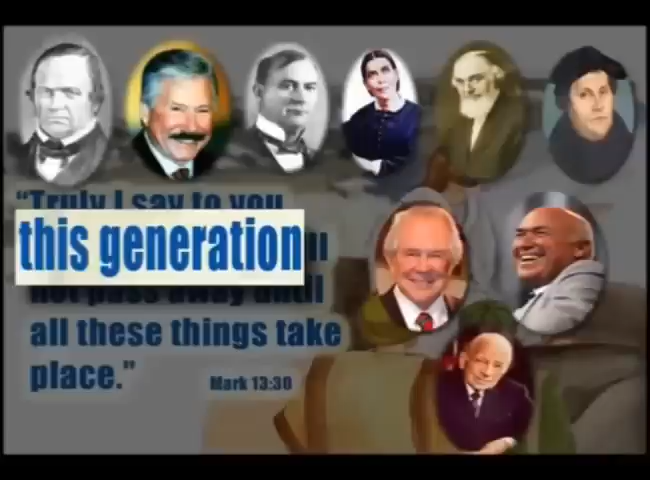 “Truly I say to you
this generation
not pass away until
all these things take
place.”
Mark 13:30